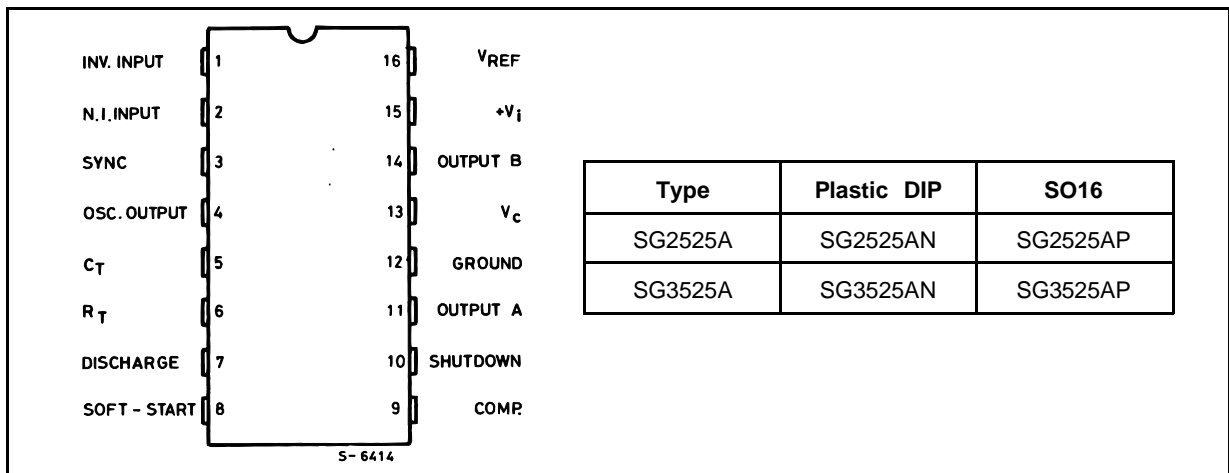 INV. INPUT 1 16 VREF
N.I. INPUT 2 15 +Vi
SYNC 3 14 OUTPUT B
OSC. OUTPUT 4 13 Vc
CT 5 12 GROUND
RT 6 11 OUTPUT A
DISCHARGE 7 10 SHUTDOWN
SOFT - START 8 9 COMP.
S-6414
Type Plastic DIP SO16
SG2525A SG2525AN SG2525AP
SG3525A SG3525AN SG3525AP